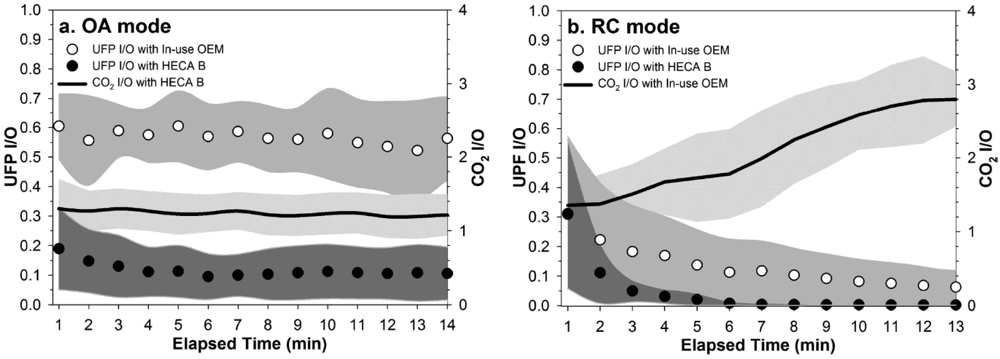 a. OA mode
UFP I/O with In-use OEM
UFP I/O with HECA B
CO2 I/O with HECA B
UFP I/O
1.0
0.9
0.8
0.7
0.6
0.5
0.4
0.3
0.2
0.1
0.0
4
3
2
1
0
CO2 I/O
1 2 3 4 5 6 7 8 9 10 11 12 13 14
Elapsed Time (min)
b. RC mode
UFP I/O with In-use OEM
UFP I/O with HECA B
CO2 I/O with In-use OEM
UPF I/O
1.0
0.9
0.8
0.7
0.6
0.5
0.4
0.3
0.2
0.1
0.0
4
3
2
1
0
CO2 I/O
1 2 3 4 5 6 7 8 9 10 11 12 13
Elapsed Time (min)